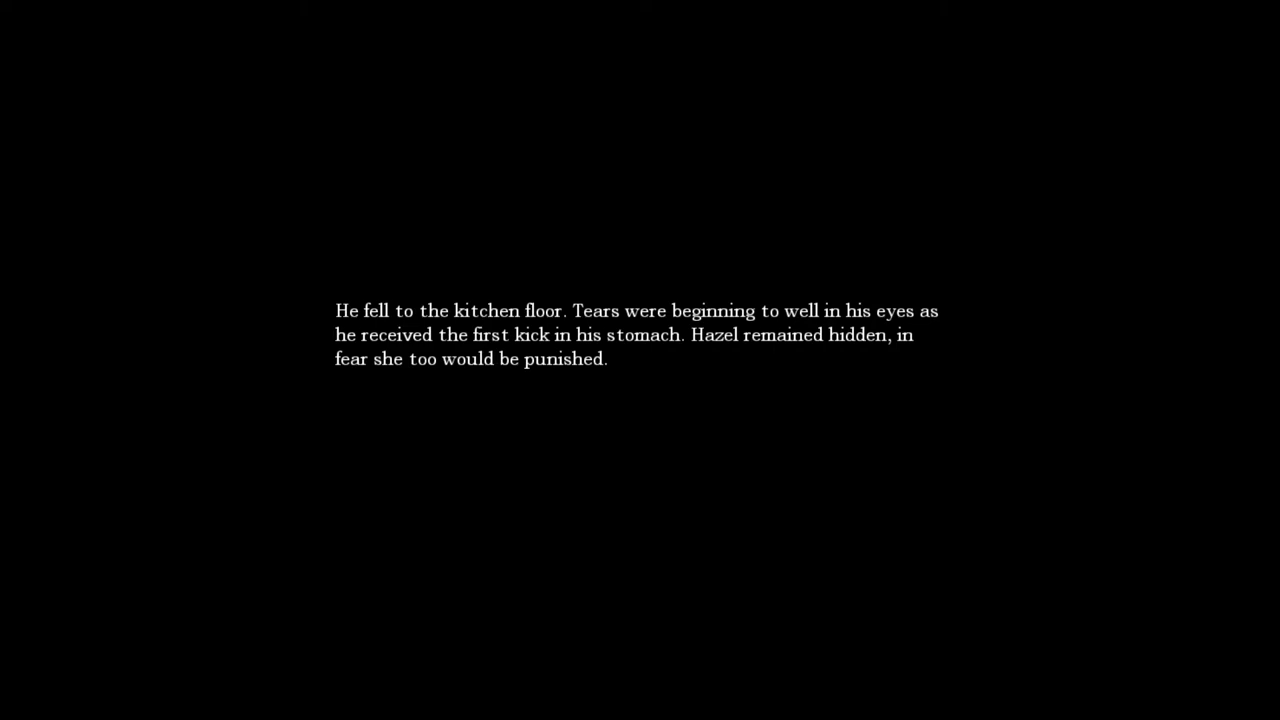 He fell to the kitchen floor. Tears were beginning to well in his eyes as
he received the first kick in his stomach. Hazel remained hidden, in
fear she too would be punished.